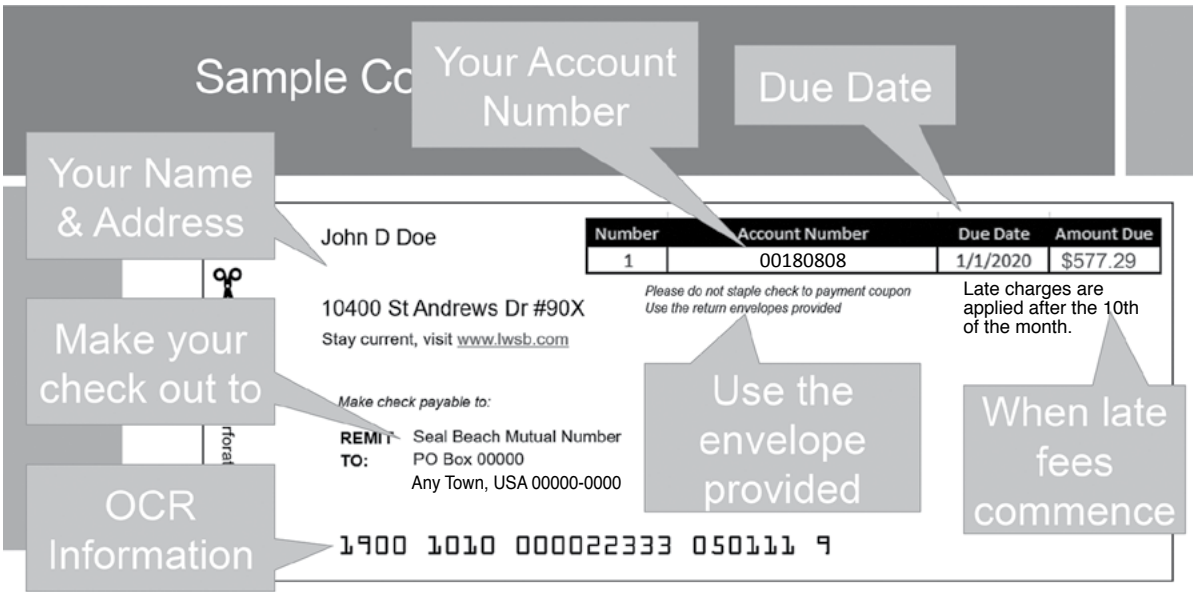 Sample Co
Your Account
Number
Due Date
Your Name
& Address
John D Doe
Number Account Number Due Date Amount Due
1 00180808 1/1/2020 $577.29
Please do not staple check to payment coupon
Use the return envelopes provided
Late charges are
applied after the 10th
of the month.
10400 St Andrews Dr #90X
Stay current, visit www.lwsb.com
Make your
check out to
Make check payable to:
REMIT Seal Beach Mutual Number
TO: PO Box 00000
Any Town, USA 00000-0000
Use the
envelope
provided
When late
fees
commence
rforat
OCR
Information
1900 1010 000022333 050111 9